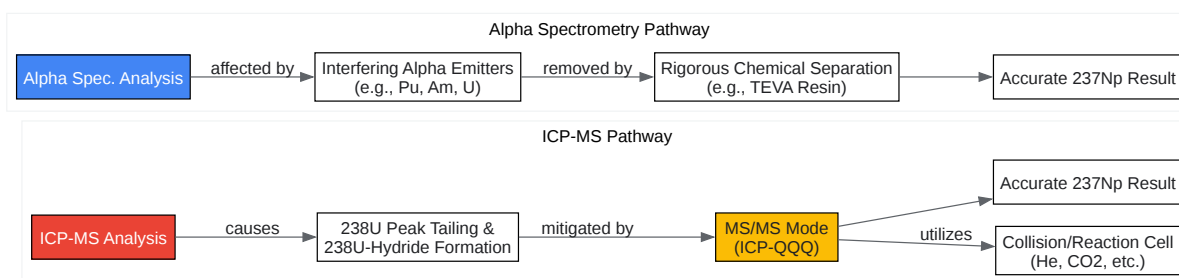 Alpha Spectrometry Pathway
Alpha Spec. Analysis
affected by
Interfering Alpha Emitters
(e.g., Pu, Am, U)
removed by
Rigorous Chemical Separation
(e.g., TEVA Resin)
Accurate 237Np Result
ICP-MS Pathway
ICP-MS Analysis
causes
238U Peak Tailing &
238U-Hydride Formation
mitigated by
MS/MS Mode
(ICP-QQQ)
Accurate 237Np Result
utilizes
Collision/Reaction Cell
(He, CO2, etc.)